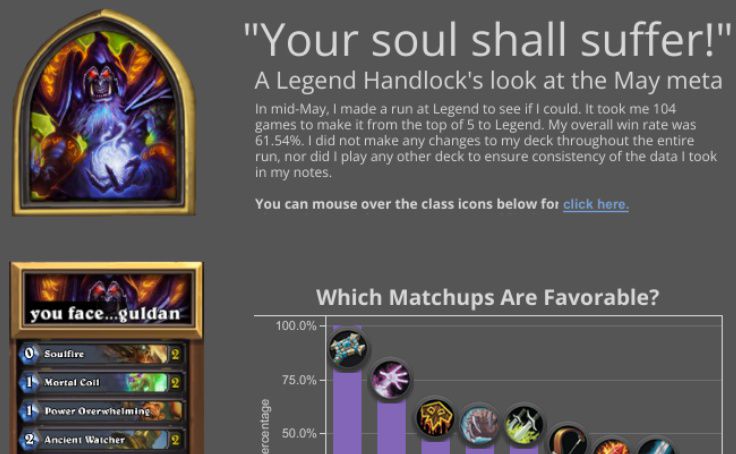 "Your soul shall suffer!"
A Legend Handlock's look at the May meta
In mid-May, I made a run at Legend to see if I could. It took me 104
games to make it from the top of 5 to Legend. My overall win rate was
61.54%. I did not make any changes to my deck throughout the entire
run, nor did I play any other deck to ensure consistency of the data I took
in my notes.
You can mouse over the class icons below for click here.
you face...guldan
0 Soulfire 2
1 Mortal Coil 2
1 Power Overwhelming
2 Ancient Watcher 2
Which Matchups Are Favorable?
100.0%
75.0%
50.0%